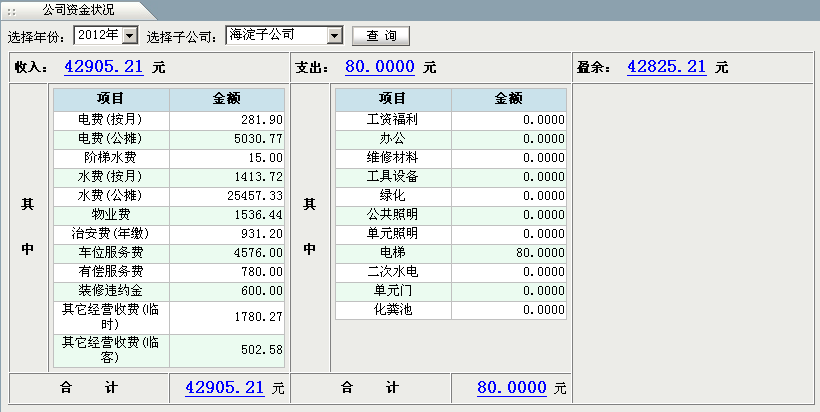 公司资金状况
选择年份: 2012年 选择子公司: 海淀子公司 查 询
收入: 42905.21 元 支出: 80.0000 元 盈余: 42825.21 元
项目 金额 项目 金额
电费(按月) 281.90 工资福利 0.0000
电费(公摊) 5030.77 办公 0.0000
阶梯水费 15.00 维修材料 0.0000
水费(按月) 1413.72 工具设备 0.0000
水费(公摊) 25457.33 绿化 0.0000
其 物业费 1536.44 其 公共照明 0.0000
治安费(年缴) 931.20 单元照明 0.0000
中 车位服务费 4576.00 中 电梯 80.0000
有偿服务费 780.00 二次水电 0.0000
装修违约金 600.00 单元门 0.0000
其它经营收费(临时) 1780.27 化粪池 0.0000
其它经营收费(临客) 502.58
合 计 42905.21 元 合 计 80.0000 元